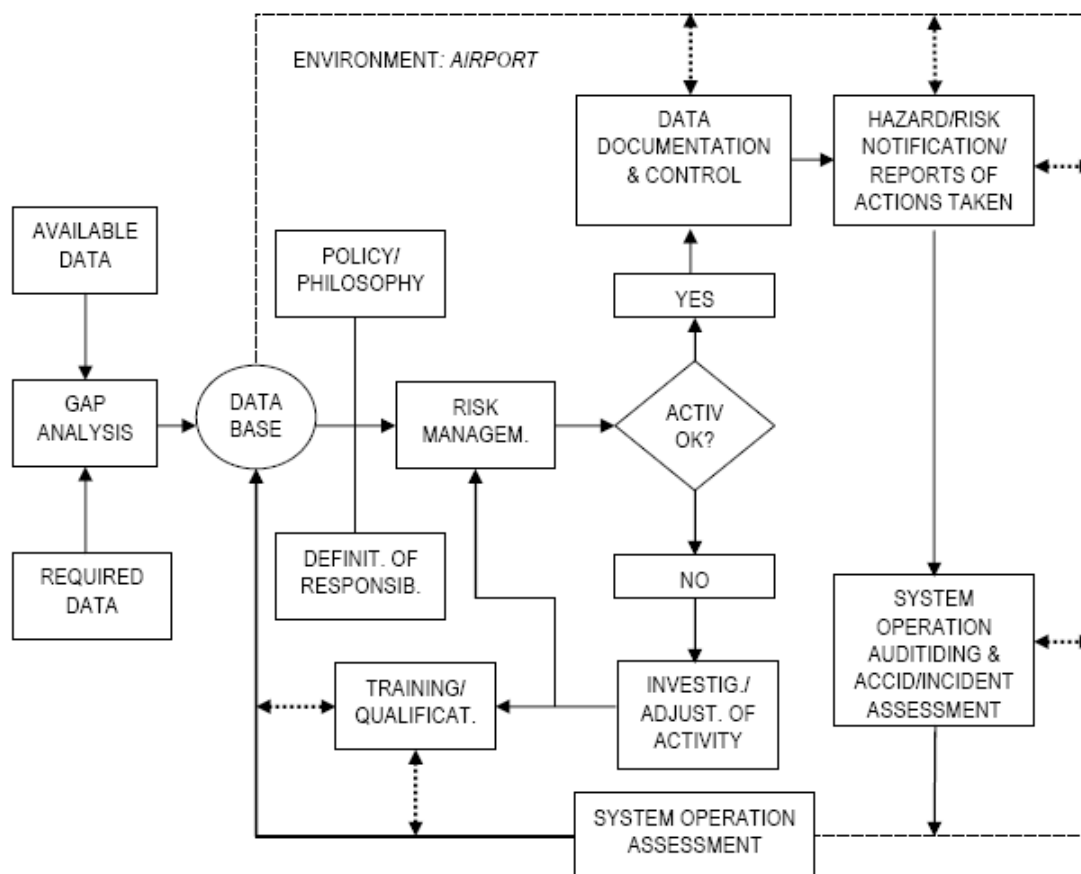 ENVIRONMENT: AIRPORT
DATA
DOCUMENTATION
& CONTROL
HAZARD/RISK
NOTIFICATION/
REPORTS OF
ACTIONS TAKEN
AVAILABLE
DATA
POLICY/
PHILOSOPHY
YES
GAP
ANALYSIS
DATA
BASE
RISK
MANAGEM.
ACTIV
OK?
REQUIRED
DATA
DEFINIT. OF
RESPONSIB.
NO
SYSTEM
OPERATION
AUDITIDING &
ACCID/INCIDENT
ASSESSMENT
TRAINING/
QUALIFICAT.
INVESTIG./
ADJUST. OF
ACTIVITY
SYSTEM OPERATION
ASSESSMENT